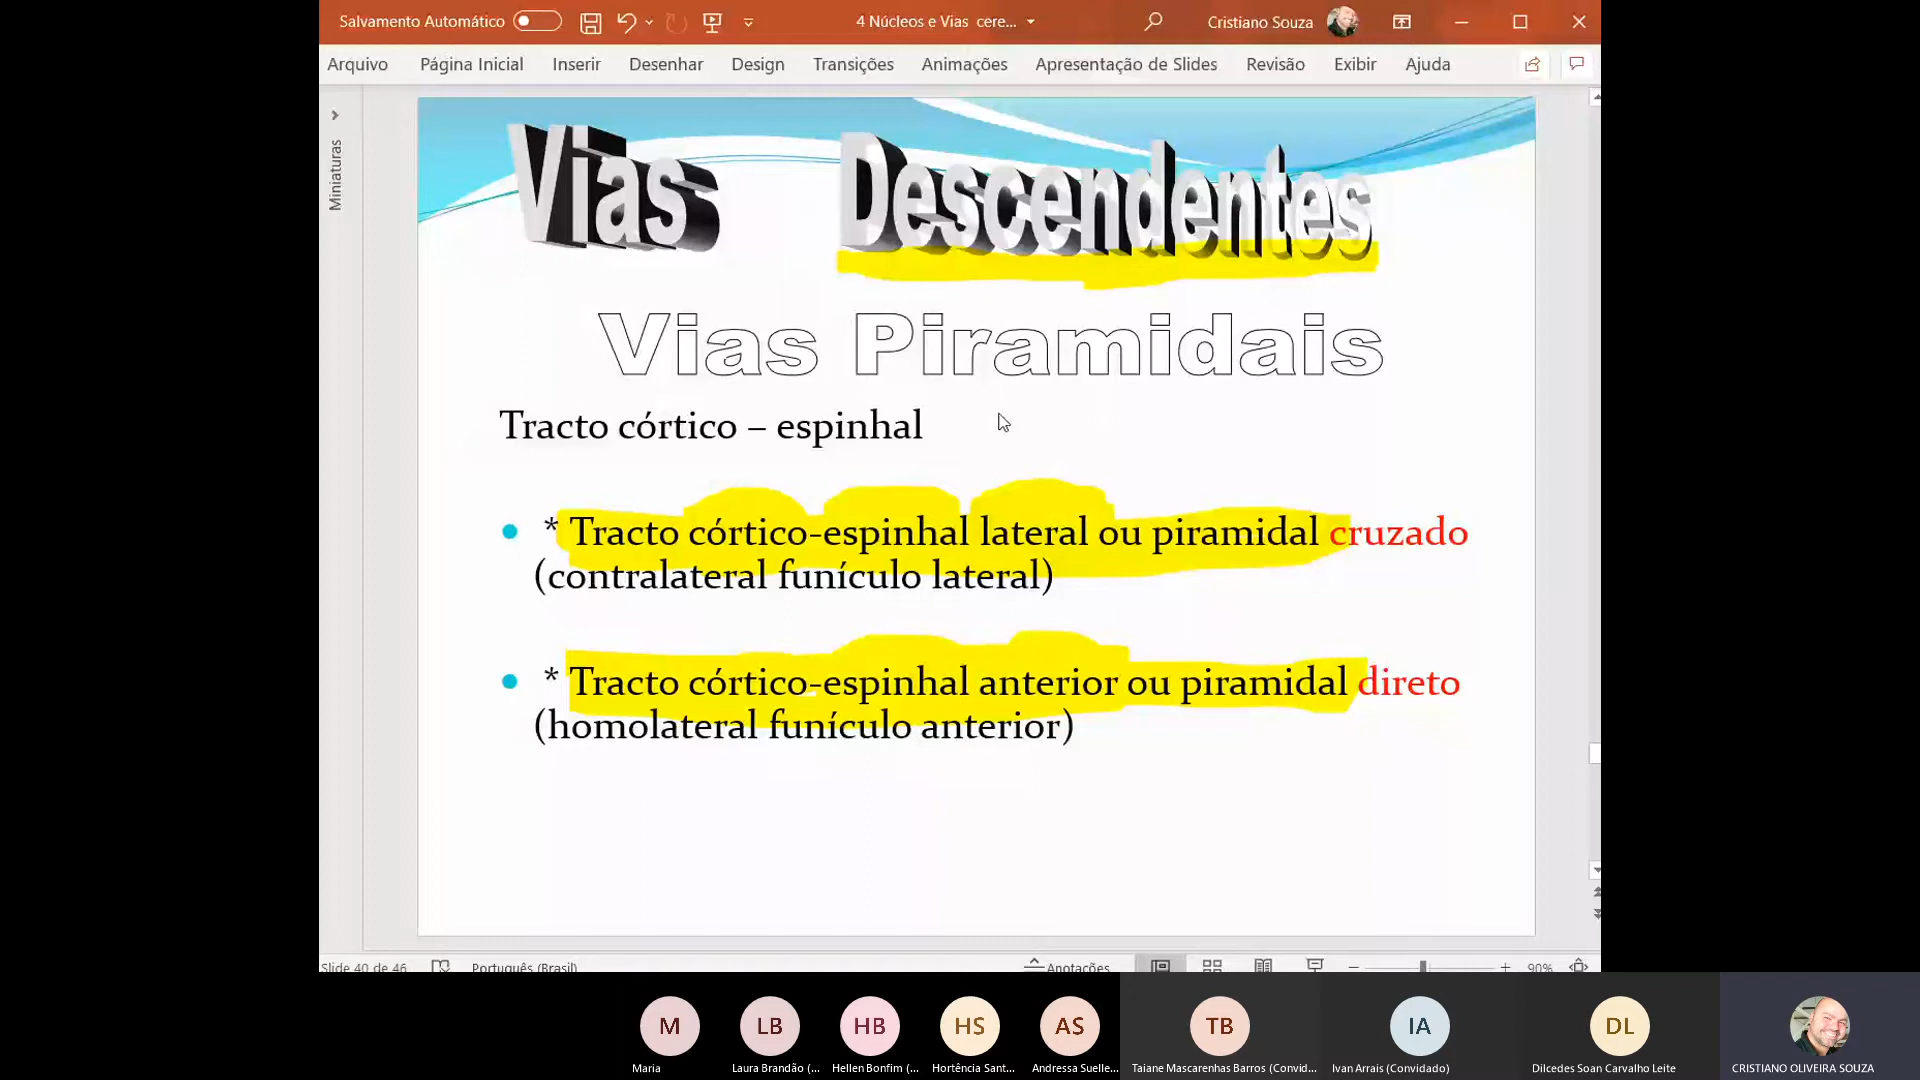 Salvamento Automático
4 Núcleos e Vias cere...
Cristiano Souza
Arquivo Página Inicial Inserir Desenhar Design Transições Animações Apresentação de Slides Revisão Exibir Ajuda
Miniaturas
Vias Descendentes
Vias Piramidais
Tracto córtico – espinhal
* Tracto córtico-espinhal lateral ou piramidal cruzado
(contralateral funículo lateral)
* Tracto córtico-espinhal anterior ou piramidal direto
(homolateral funículo anterior)
Slide 40 de 46 Português (Brasil) Anotações 90%
M LB HB HS AS TB IA DL
Maria Laura Brandão (... Hellen Bonfim (... Hortência Sant... Andressa Suelle... Taiane Mascarenhas Barros (Convid... Ivan Arrais (Convidado) Dilcedes Soan Carvalho Leite CRISTIANO OLIVEIRA SOUZA